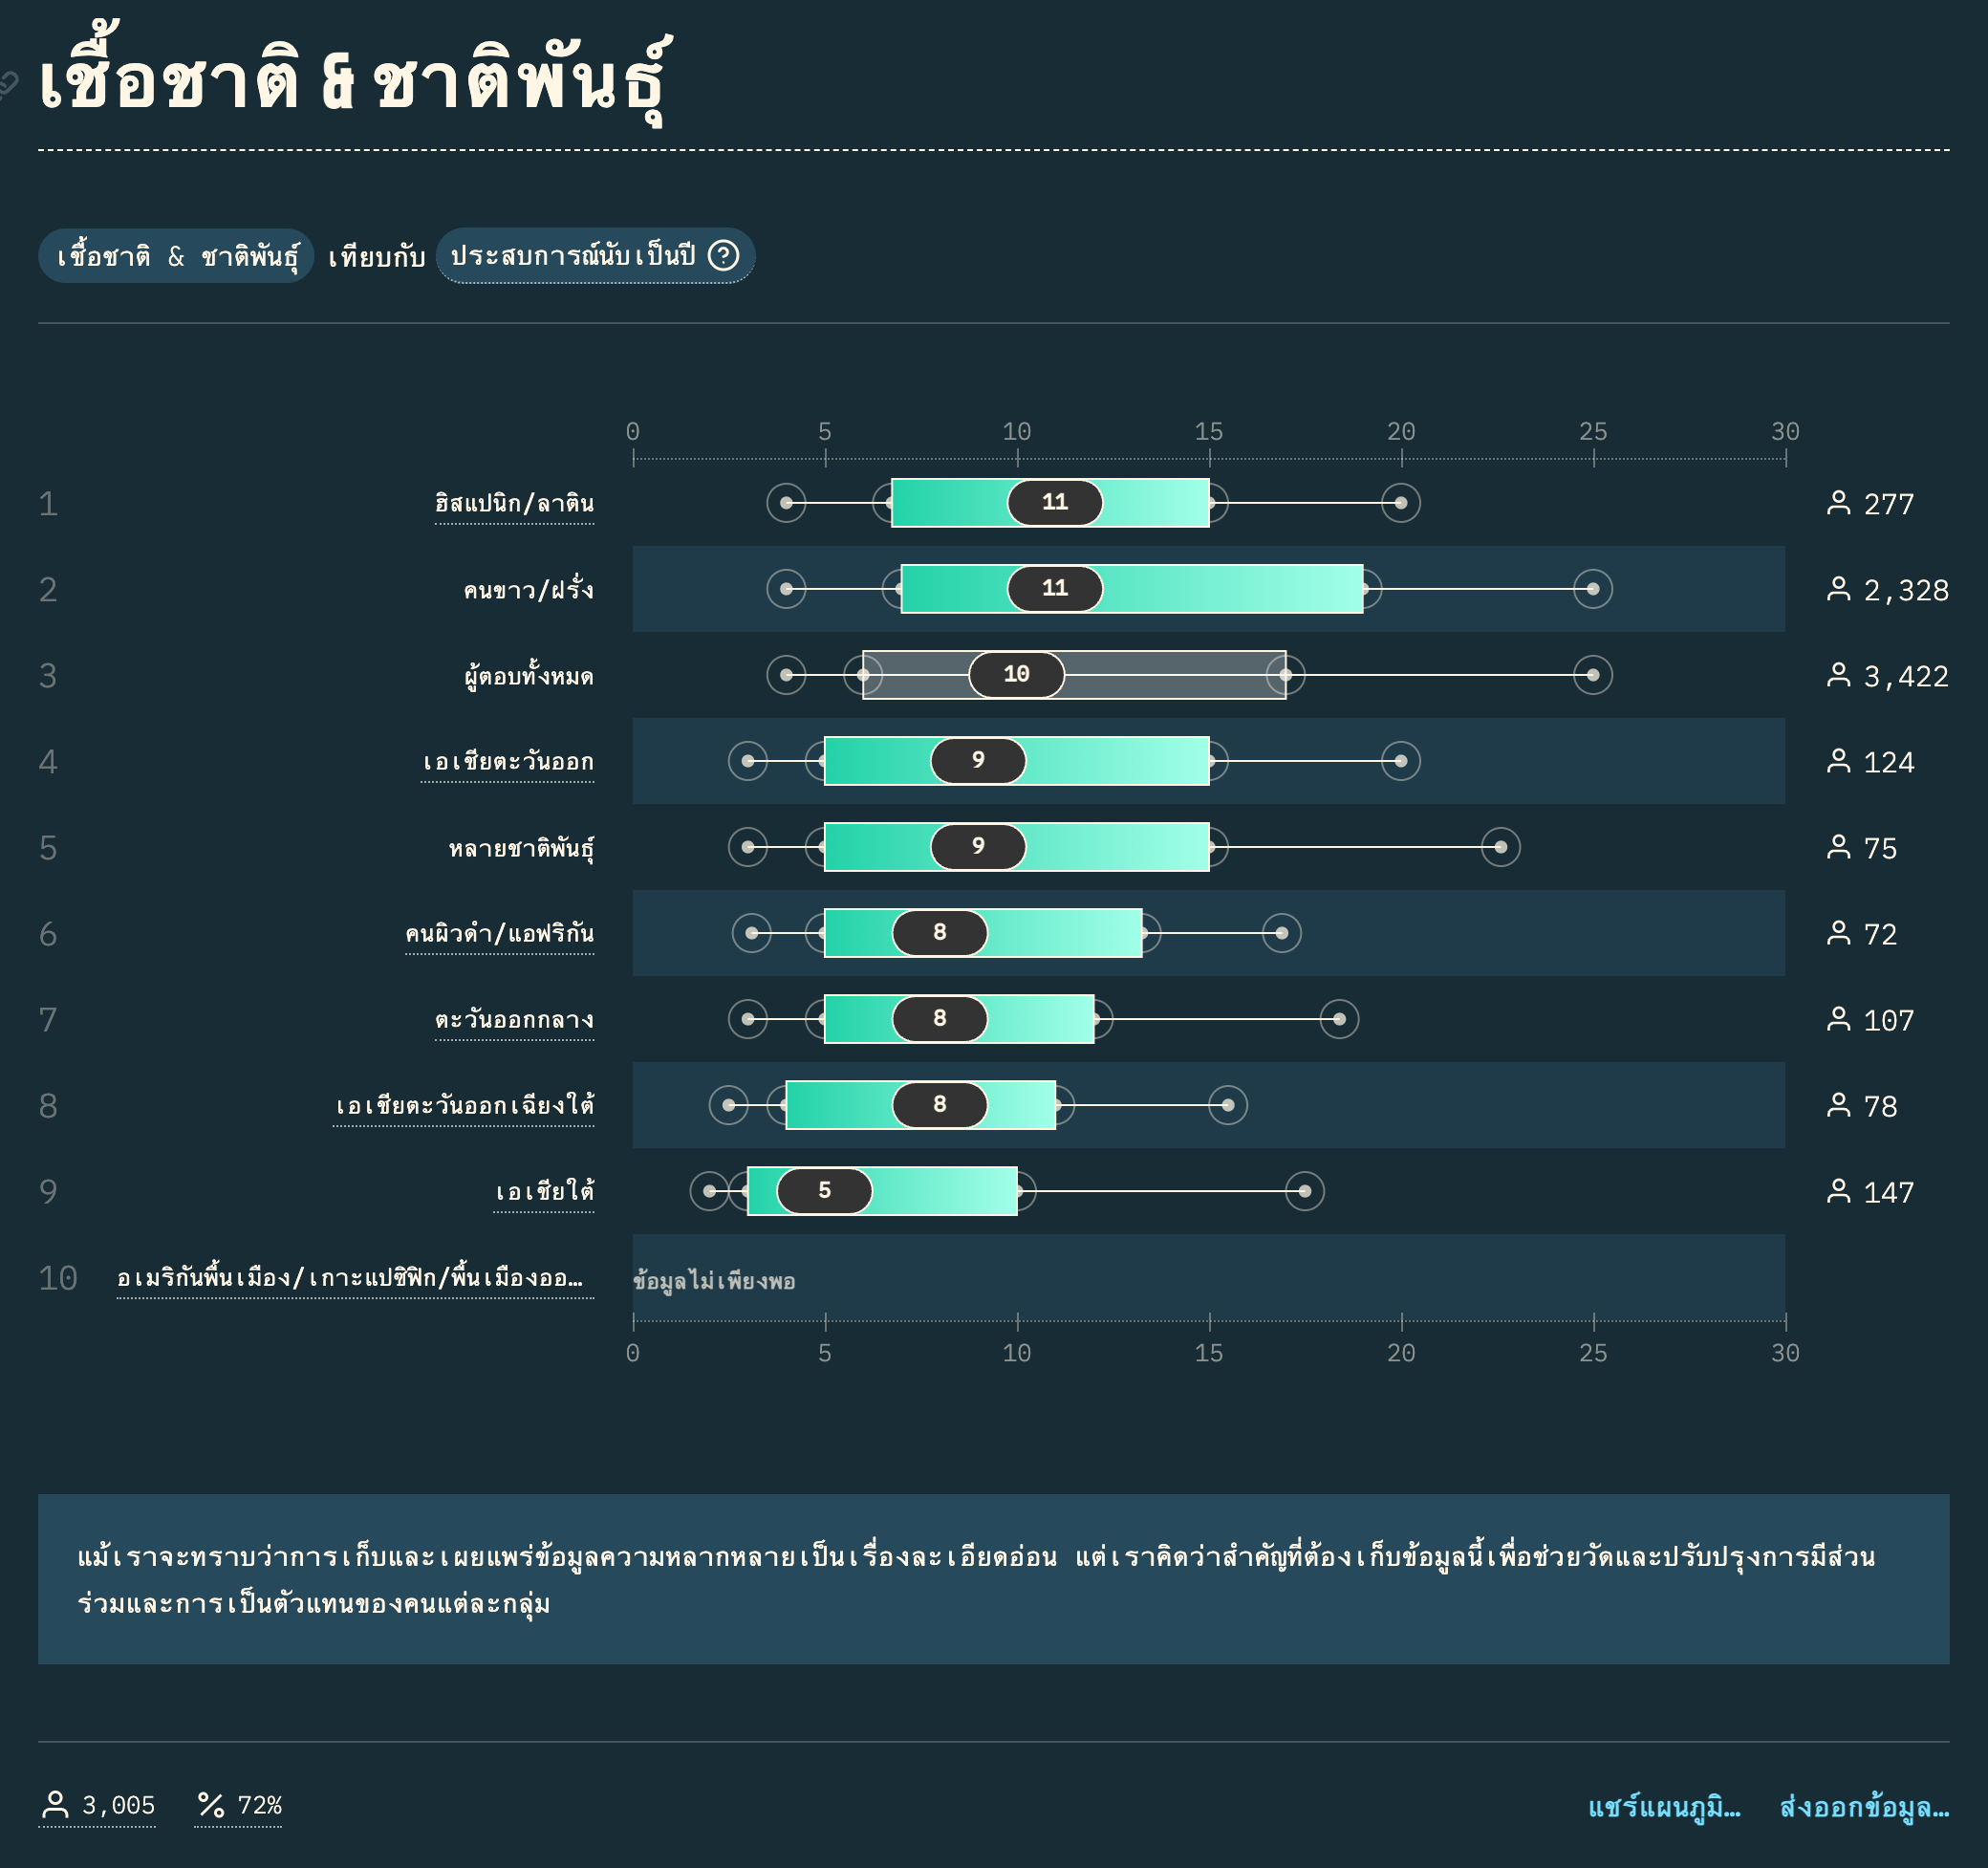 เชื้อชาติ & ชาติพันธุ์
เชื้อชาติ & ชาติพันธุ์ เทียบกับ ประสบการณ์นับเป็นปี
0 5 10 15 20 25 30
1 ฮิสแปนิก/ลาติน 11 277
2 คนขาว/ฝรั่ง 11 2,328
3 ผู้ตอบทั้งหมด 10 3,422
4 เอเชียตะวันออก 9 124
5 หลายชาติพันธุ์ 9 75
6 คนผิวดำ/แอฟริกัน 8 72
7 ตะวันออกกลาง 8 107
8 เอเชียตะวันออกเฉียงใต้ 8 78
9 เอเชียใต้ 5 147
10 อเมริกันพื้นเมือง/เกาะแปซิฟิก/พื้นเมืองออ… ข้อมูลไม่เพียงพอ
0 5 10 15 20 25 30
แม้เราจะทราบว่าการเก็บและเผยแพร่ข้อมูลความหลากหลายเป็นเรื่องละเอียดอ่อน แต่เราคิดว่าสำคัญที่ต้องเก็บข้อมูลนี้เพื่อช่วยวัดและปรับปรุงการมีส่วน
ร่วมและการเป็นตัวแทนของคนแต่ละกลุ่ม
3,005 72% แชร์แผนภูมิ… ส่งออกข้อมูล…